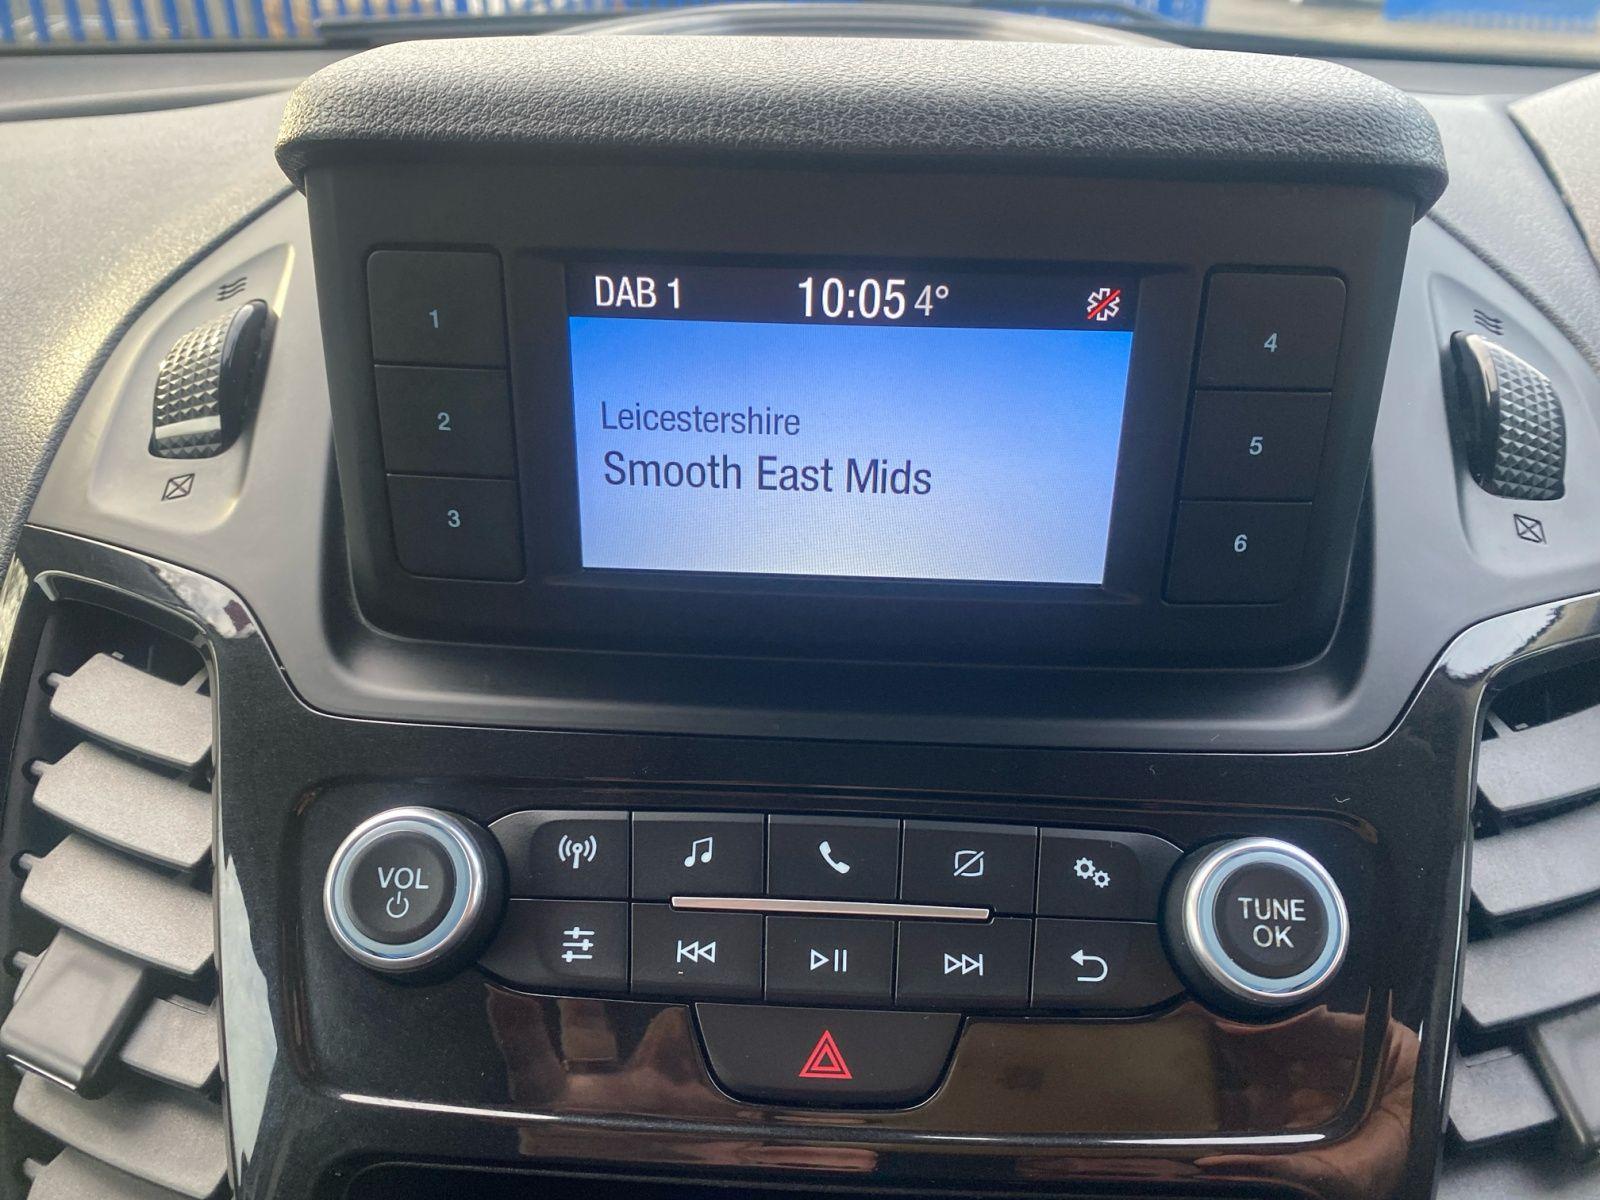 DAB 1 10:05 4°
Leicestershire
Smooth East Mids
1
2
3
4
5
6
VOL
TUNE
OK